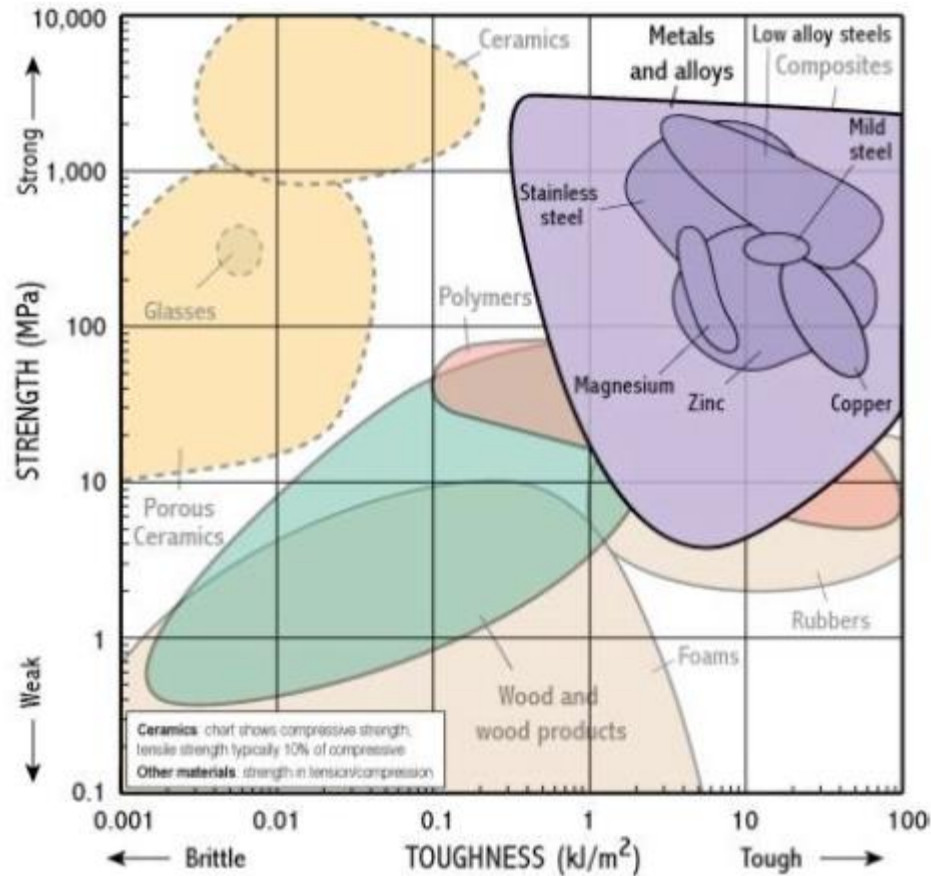 10,000
1,000
100
10
1
0.1
Strong
STRENGTH (MPa)
Weak
Ceramics
Metals
and alloys
Low alloy steels
Composites
Mild
steel
Stainless
steel
Glasses
Polymers
Magnesium
Zinc
Copper
Porous
Ceramics
Rubbers
Foams
Wood and
wood products
Ceramics: chart shows compressive strength,
tensile strength typically 10% of compressive
Other materials: strength in tension/compression
0.001
0.01
0.1
1
10
100
Brittle
TOUGHNESS (kJ/m²)
Tough